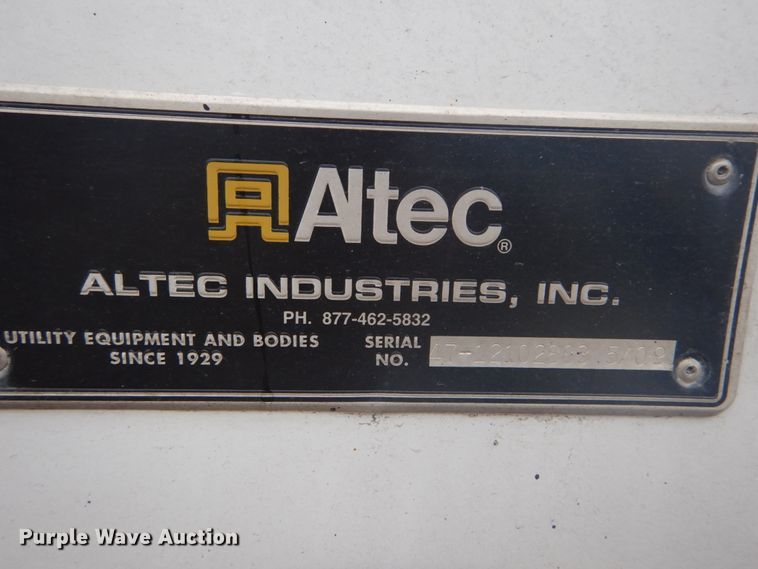 Altec®
ALTEC INDUSTRIES, INC.
PH. 877-462-5832
UTILITY EQUIPMENT AND BODIES
SINCE 1929
SERIAL
NO.
Purple Wave Auction